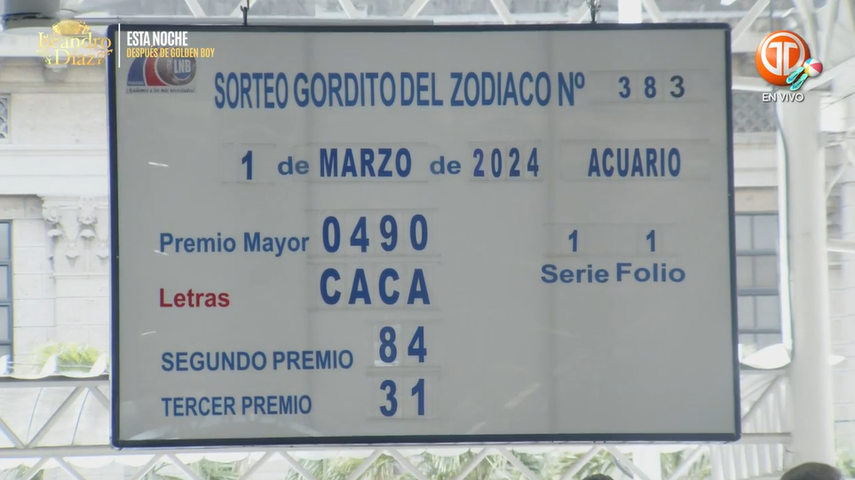 Leandro Díaz
ESTA NOCHE
DESPUÉS DE GOLDEN BOY
EN VIVO
LNB
SORTEO GORDITO DEL ZODIACO Nº 383
1 de MARZO de 2024 ACUARIO
Premio Mayor 0490 1 1
Letras CACA Serie Folio
SEGUNDO PREMIO 84
TERCER PREMIO 31